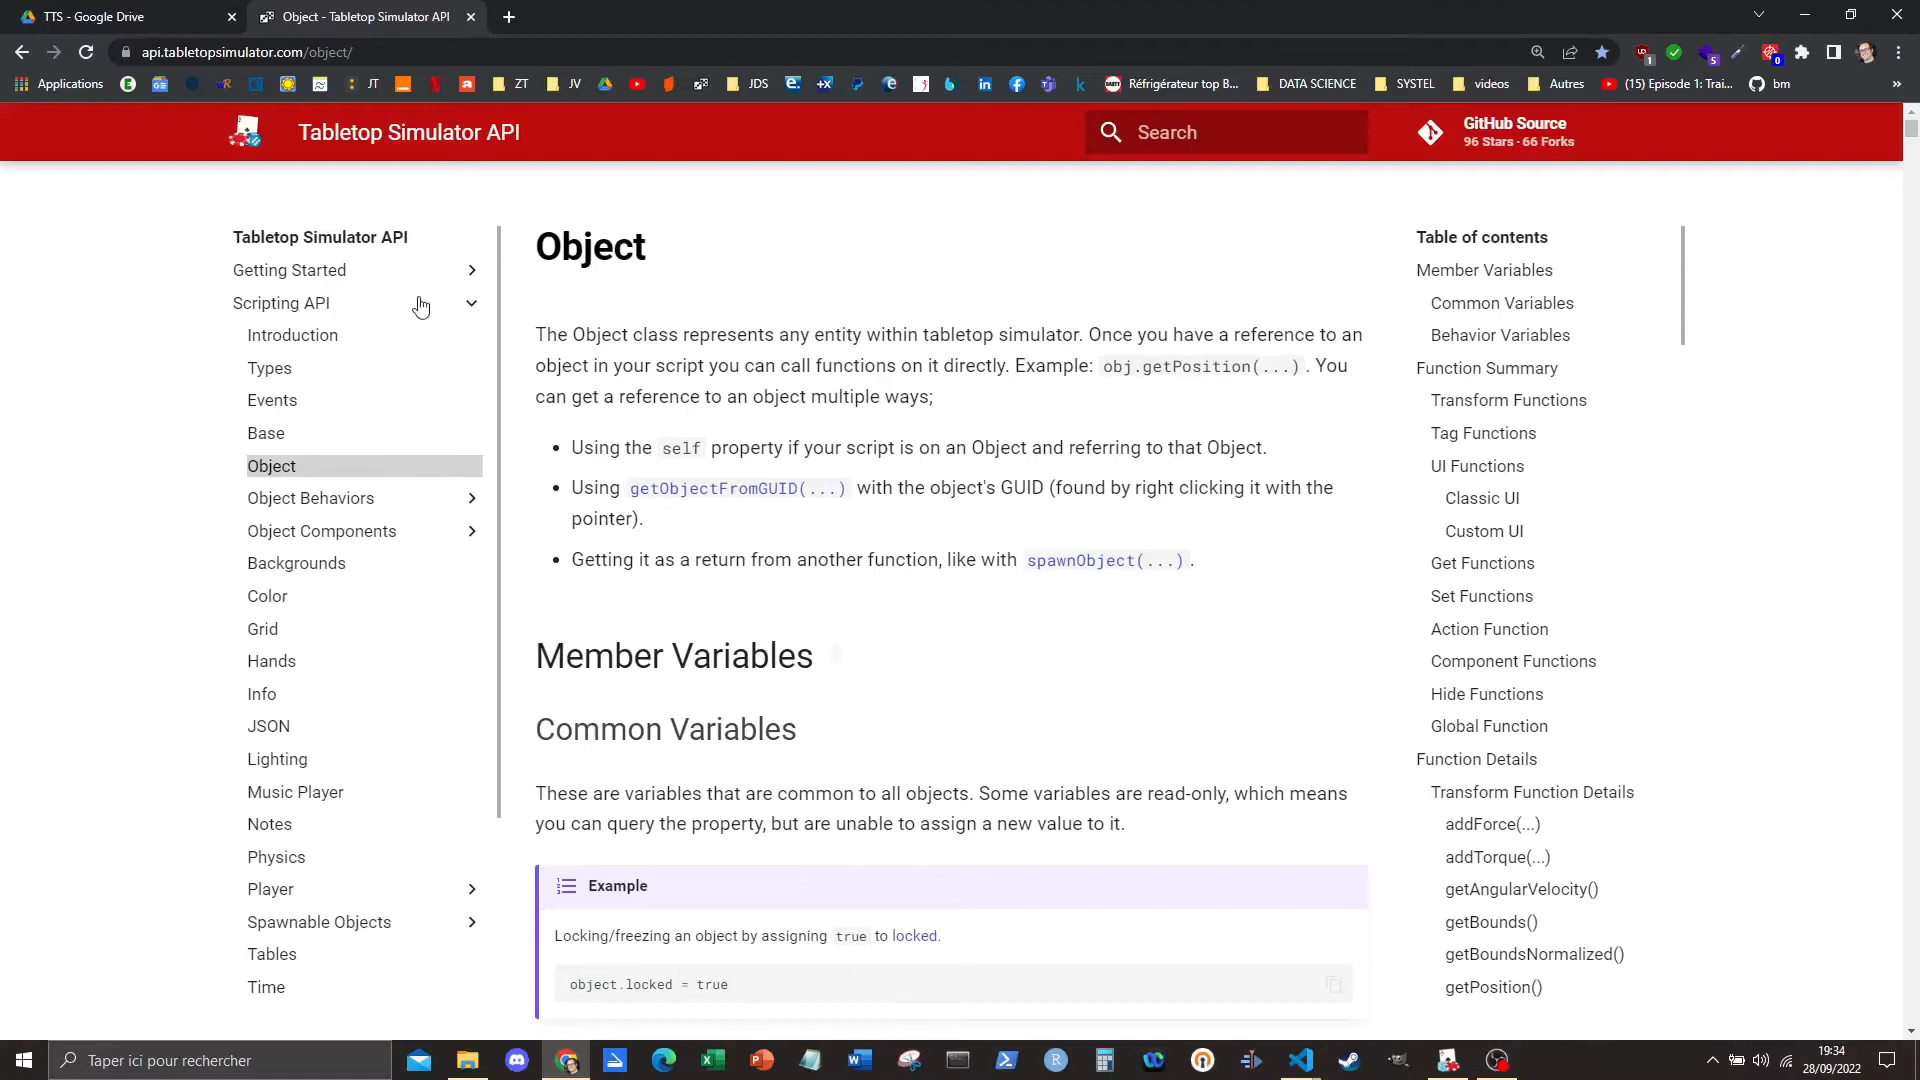 TTS - Google Drive
Object - Tabletop Simulator API
api.tabletopsimulator.com/object/
Applications
JT
ZT
JV
JDS
Réfrigérateur top B...
DATA SCIENCE
SYSTEL
videos
Autres
(15) Episode 1: Trai...
bm
»
Tabletop Simulator API
Search
GitHub Source
96 Stars · 66 Forks
Tabletop Simulator API
Getting Started
Scripting API
Introduction
Types
Events
Base
Object
Object Behaviors
Object Components
Backgrounds
Color
Grid
Hands
Info
JSON
Lighting
Music Player
Notes
Physics
Player
Spawnable Objects
Tables
Time
Object
The Object class represents any entity within tabletop simulator. Once you have a reference to an
object in your script you can call functions on it directly. Example: obj.getPosition(...). You
can get a reference to an object multiple ways;
• Using the self property if your script is on an Object and referring to that Object.
• Using getObjectFromGUID(...) with the object's GUID (found by right clicking it with the
pointer).
• Getting it as a return from another function, like with spawnObject(...).
Member Variables
Common Variables
These are variables that are common to all objects. Some variables are read-only, which means
you can query the property, but are unable to assign a new value to it.
Example
Locking/freezing an object by assigning true to locked.
object.locked = true
Table of contents
Member Variables
Common Variables
Behavior Variables
Function Summary
Transform Functions
Tag Functions
UI Functions
Classic UI
Custom UI
Get Functions
Set Functions
Action Function
Component Functions
Hide Functions
Global Function
Function Details
Transform Function Details
addForce(...)
addTorque(...)
getAngularVelocity()
getBounds()
getBoundsNormalized()
getPosition()
Taper ici pour rechercher
19:34
28/09/2022